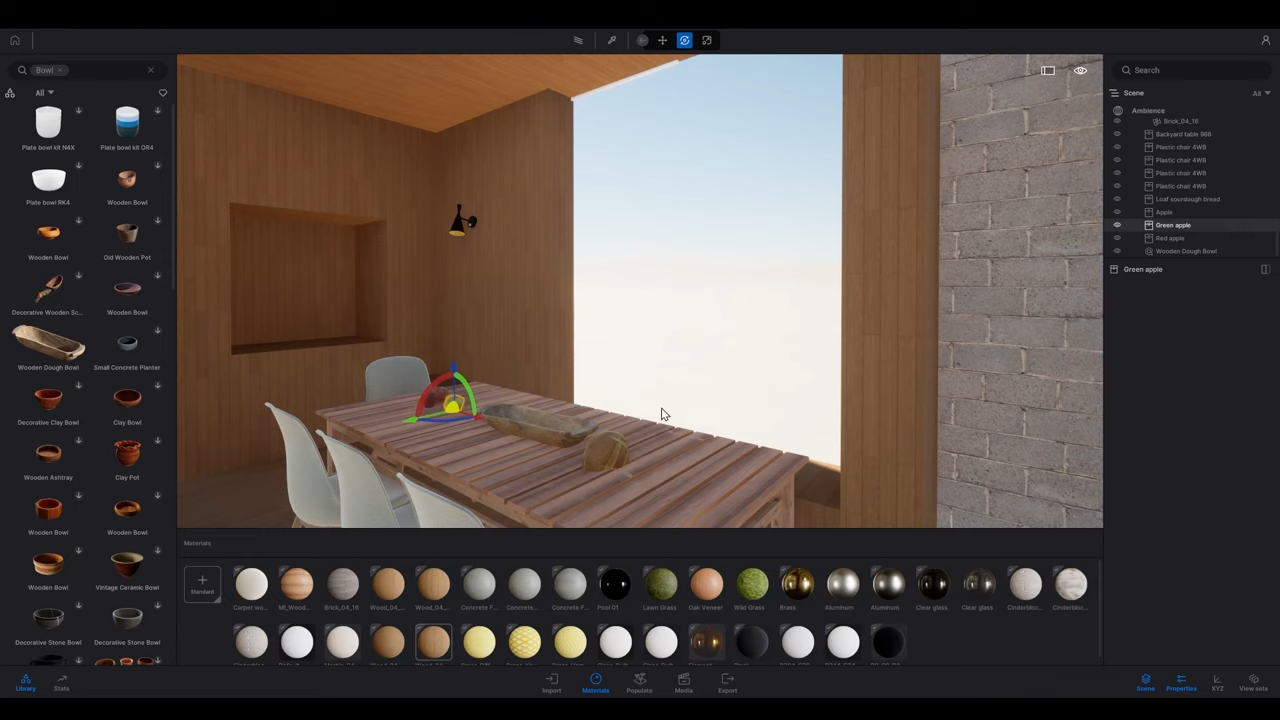 Bowl
All
Plate bowl kit N4X
Plate bowl kit OR4
Plate bowl RK4
Wooden Bowl
Wooden Bowl
Old Wooden Pot
Decorative Wooden Sc...
Wooden Bowl
Wooden Dough Bowl
Small Concrete Planter
Decorative Clay Bowl
Clay Bowl
Wooden Ashtray
Clay Pot
Wooden Bowl
Wooden Bowl
Wooden Bowl
Vintage Ceramic Bowl
Decorative Stone Bowl
Decorative Stone Bowl
Search
Scene
All
Ambience
Brick_04_16
Backyard table 988
Plastic chair 4WB
Plastic chair 4WB
Plastic chair 4WB
Plastic chair 4WB
Loaf sourdough bread
Apple
Green apple
Red apple
Wooden Dough Bowl
Green apple
Materials
Standard
Carpet wo...
MI_Wood...
Brick_04_16
Wood_04_...
Wood_04_...
Concrete F...
Concrete...
Concrete F...
Pool 01
Lawn Grass
Oak Veneer
Wild Grass
Brass
Aluminum
Aluminum
Clear glass
Clear glass
Cinderbloc...
Cinderbloc...
Library
Stats
Import
Materials
Populate
Media
Export
Scene
Properties
XYZ
View sets